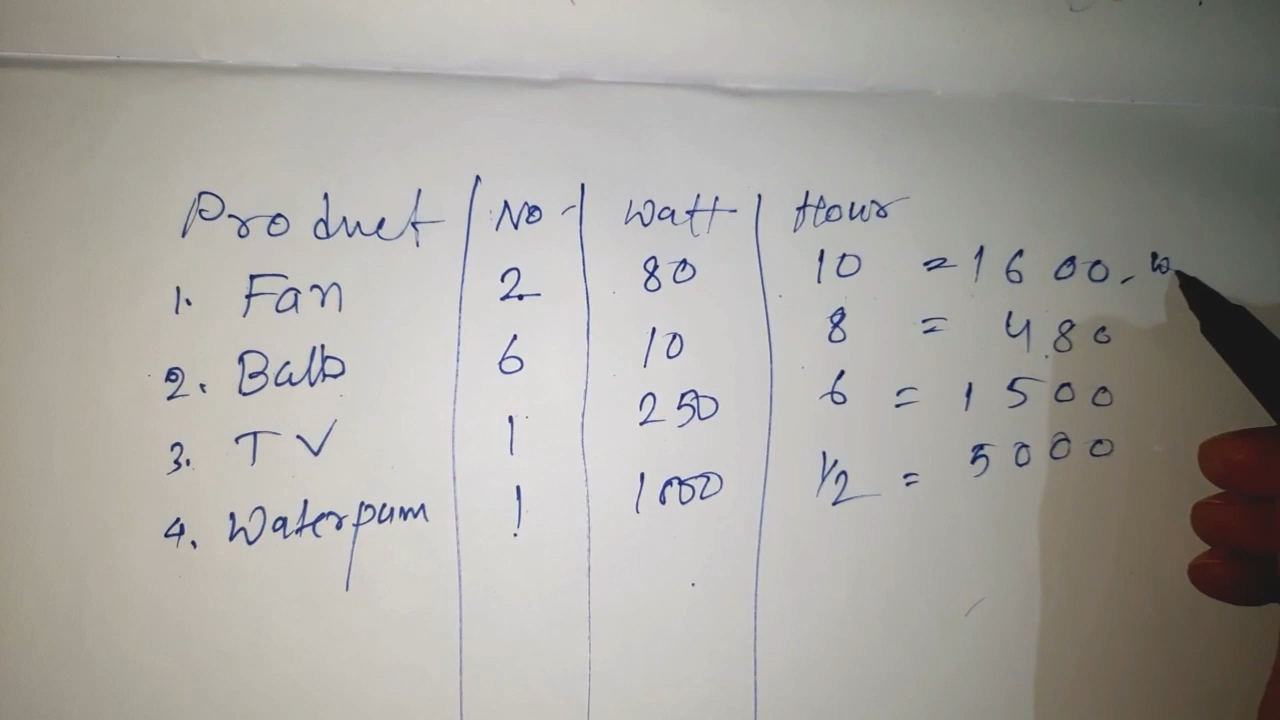 Product No Watt Hour
1. Fan 2 80 10 = 1600 w
2. Balb 6 10 8 = 480
3. TV 1 250 6 = 1500
4. Waterpum 1 1000 1/2 = 5000